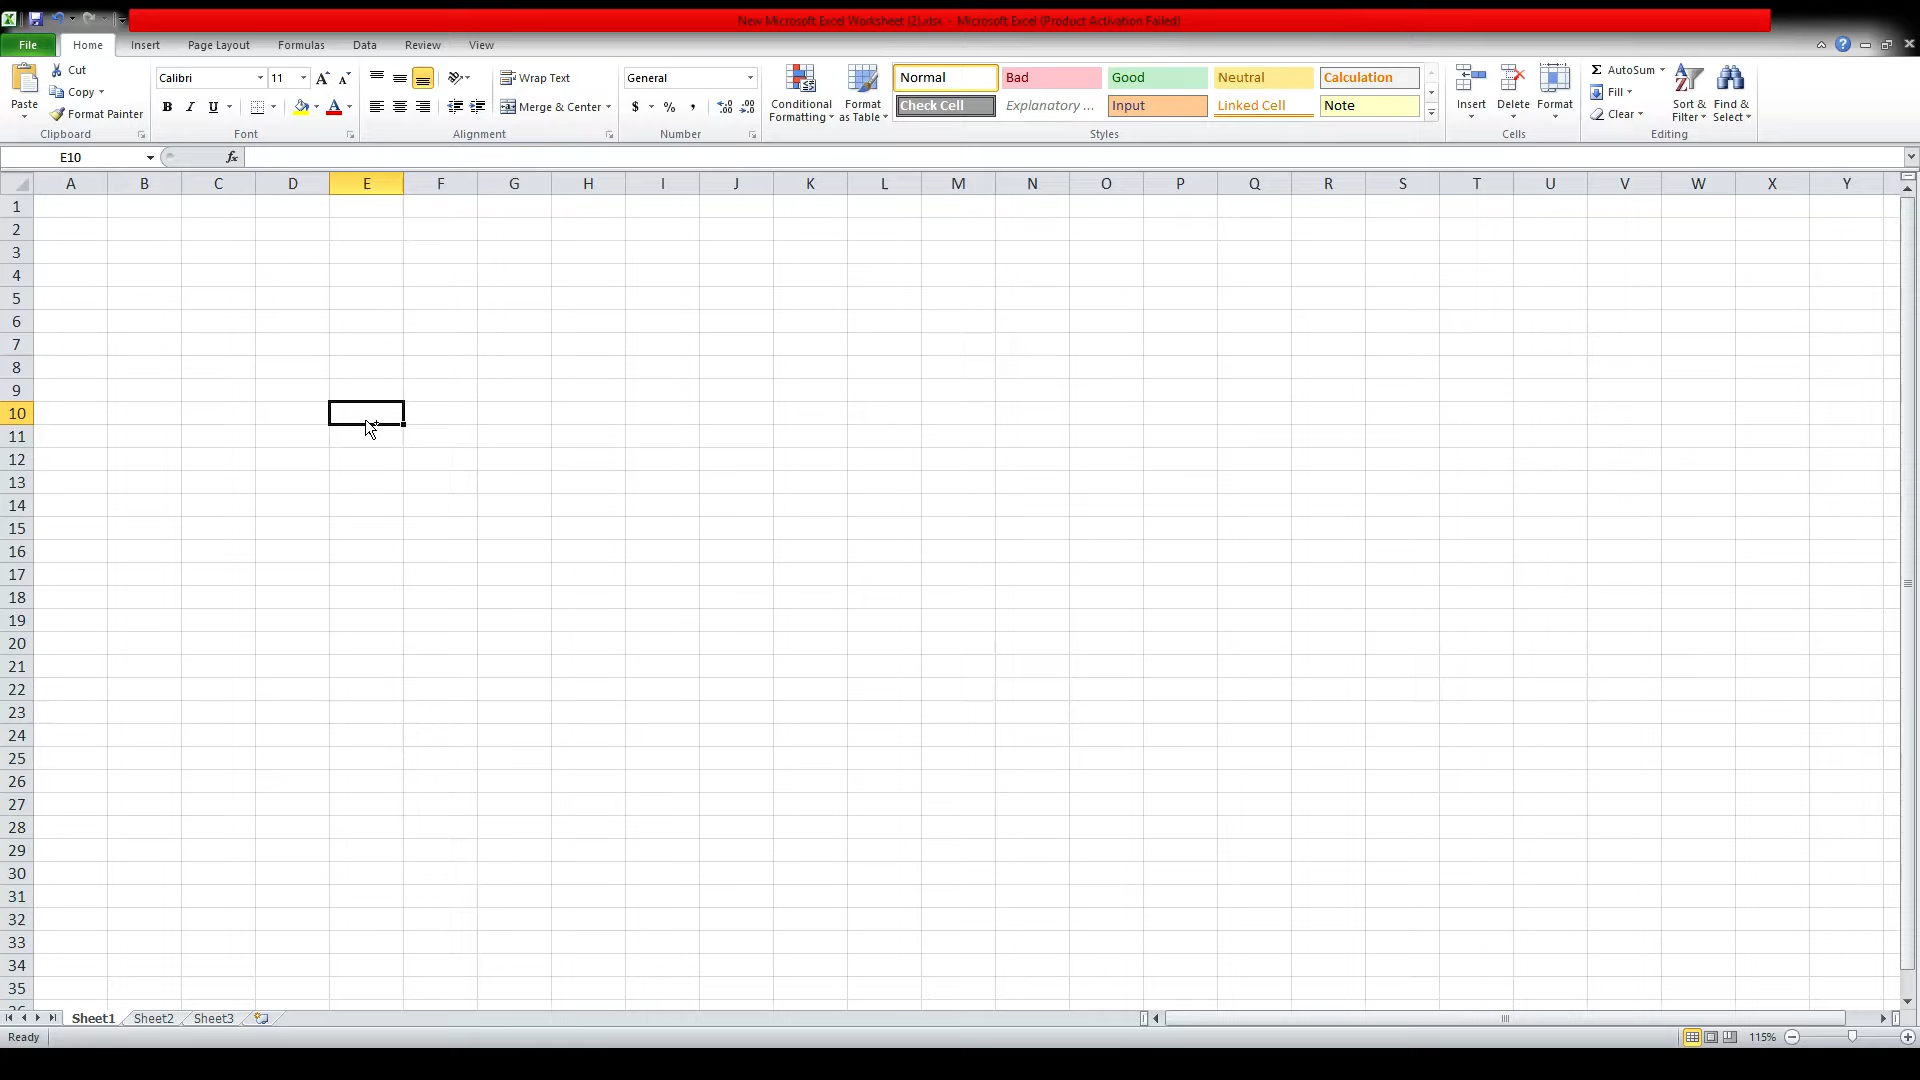 New Microsoft Excel Worksheet (2).xlsx - Microsoft Excel (Product Activation Failed)
File Home Insert Page Layout Formulas Data Review View
Cut
Copy
Format Painter
Paste
Clipboard
Calibri 11
B I U
Font
Wrap Text
Merge & Center
Alignment
General
$ % ,
Number
Conditional Formatting
Format as Table
Normal Bad Good Neutral Calculation
Check Cell Explanatory ... Input Linked Cell Note
Styles
Insert Delete Format
Cells
Σ AutoSum
Fill
Clear
Sort & Filter
Find & Select
Editing
E10 fx
A B C D E F G H I J K L M N O P Q R S T U V W X Y
1
2
3
4
5
6
7
8
9
10
11
12
13
14
15
16
17
18
19
20
21
22
23
24
25
26
27
28
29
30
31
32
33
34
35
Sheet1 Sheet2 Sheet3
Ready 115%